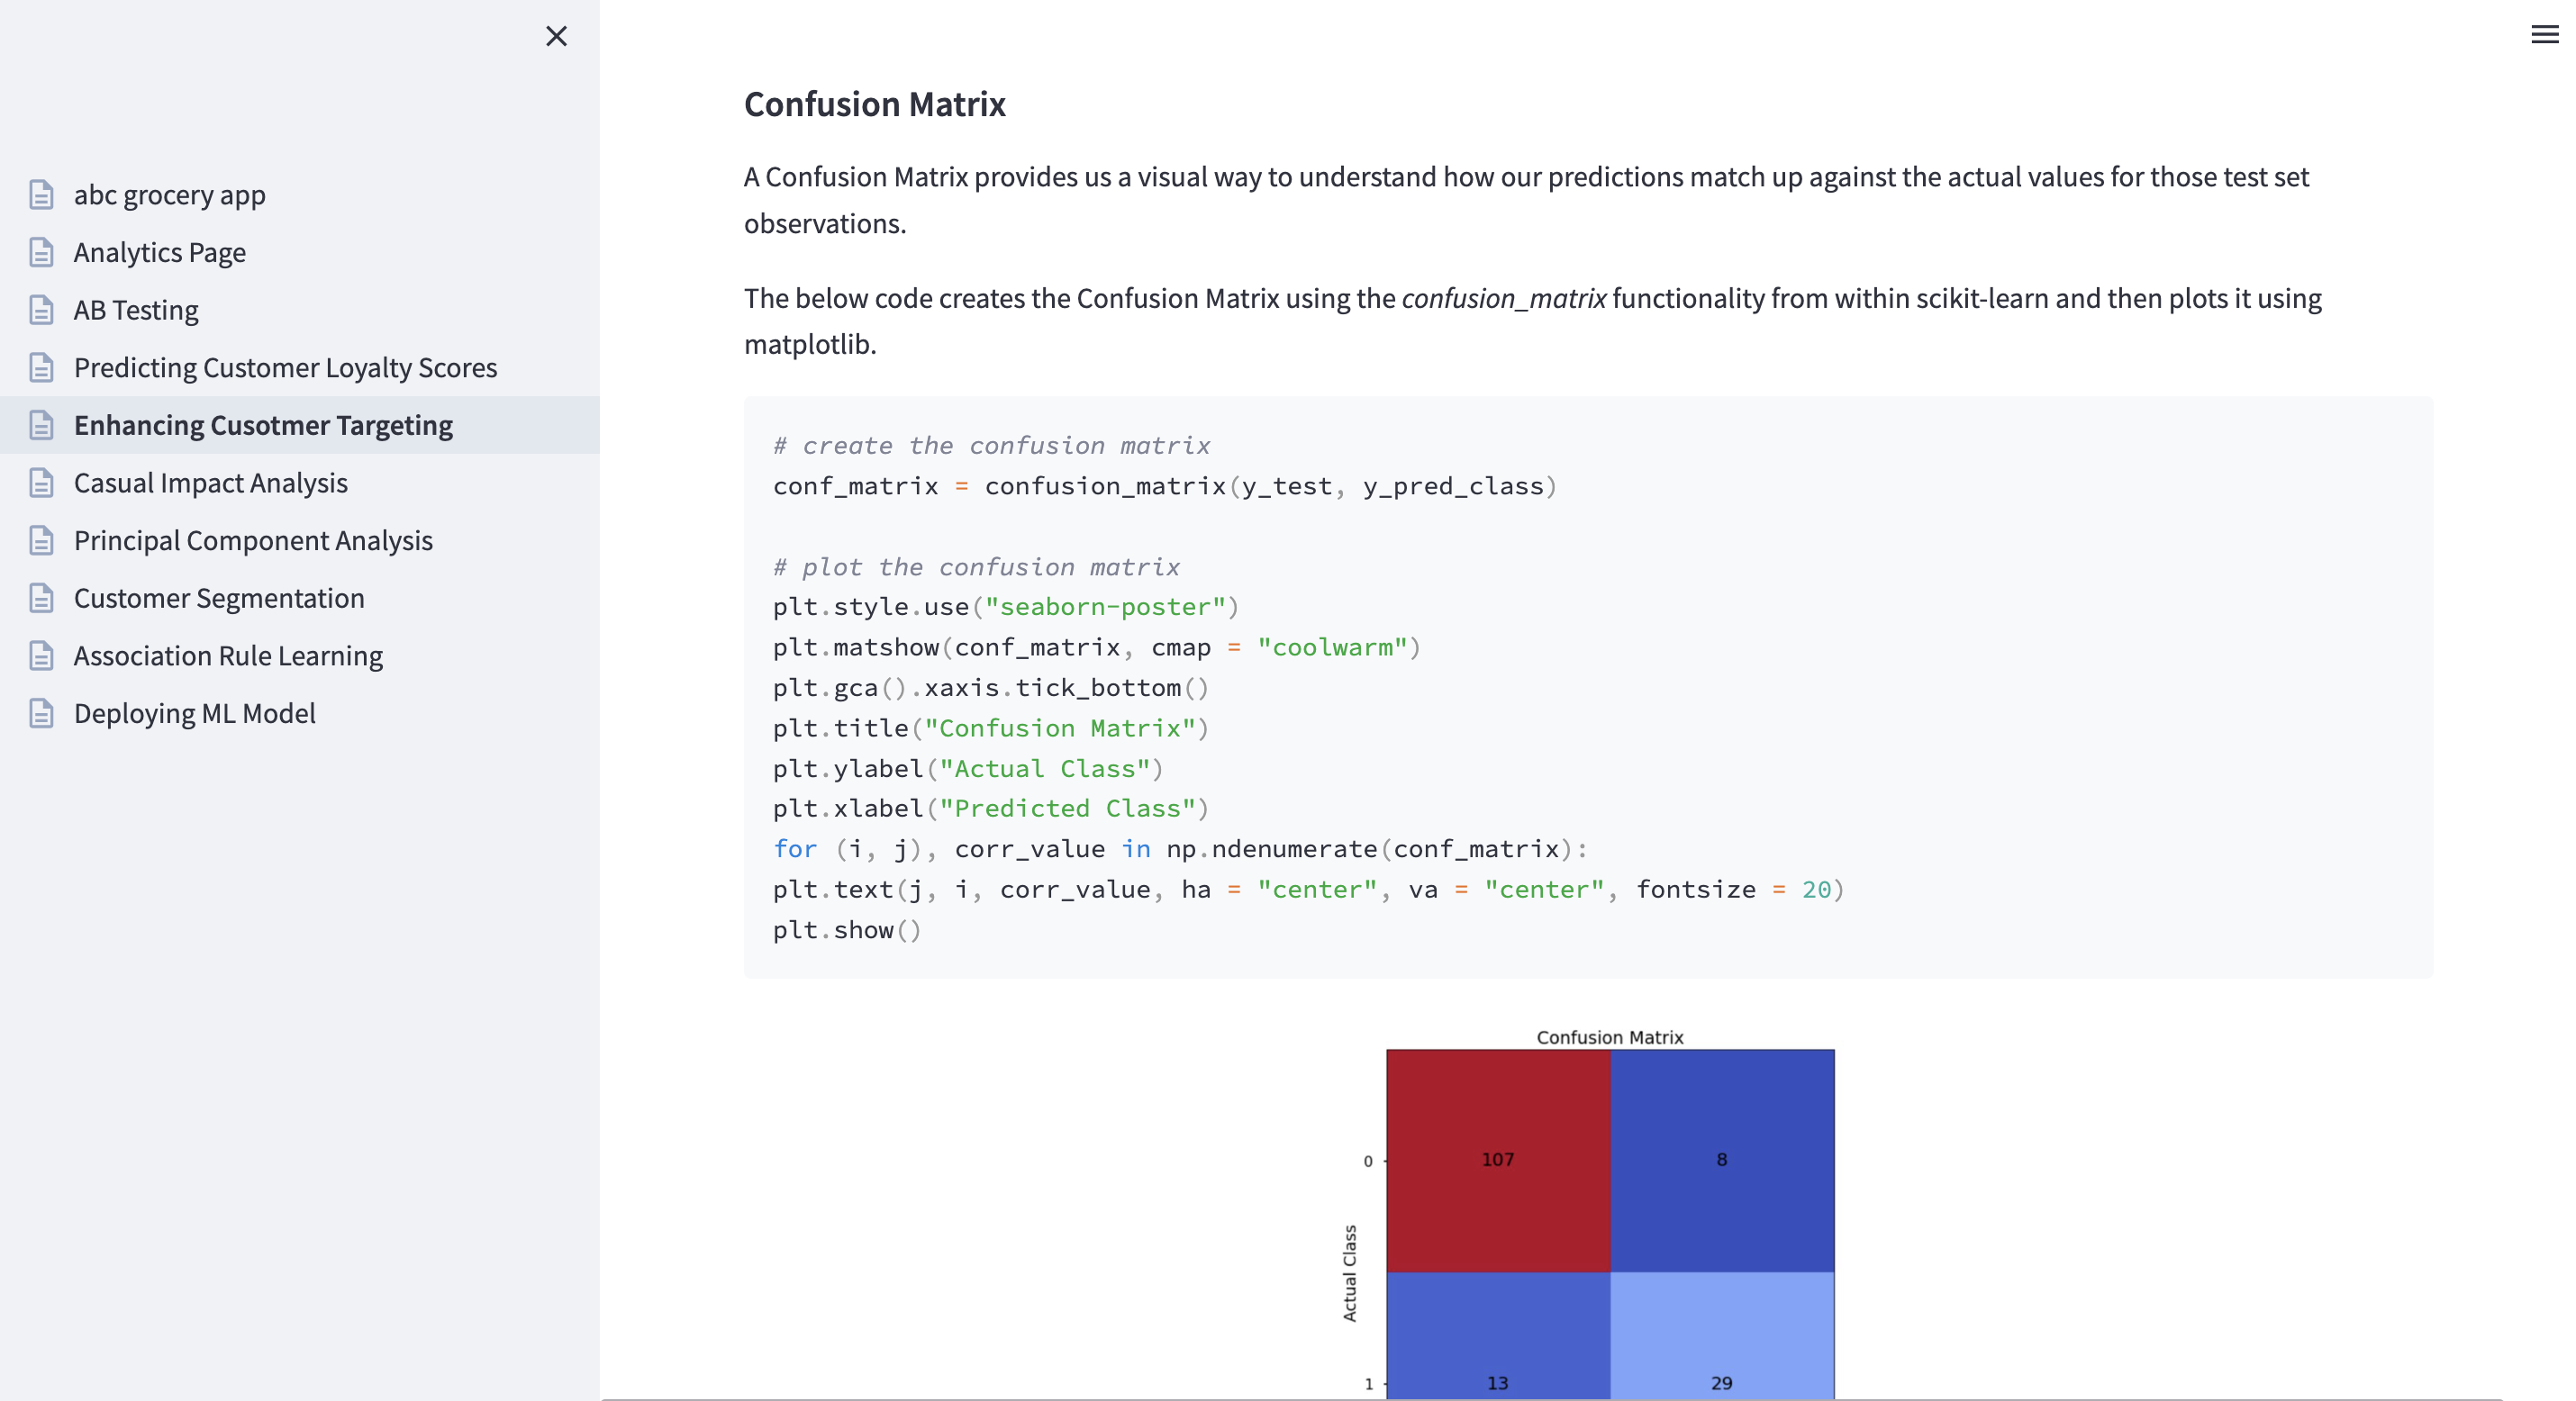 abc grocery app
Analytics Page
AB Testing
Predicting Customer Loyalty Scores
Enhancing Cusotmer Targeting
Casual Impact Analysis
Principal Component Analysis
Customer Segmentation
Association Rule Learning
Deploying ML Model
Confusion Matrix
A Confusion Matrix provides us a visual way to understand how our predictions match up against the actual values for those test set
observations.
The below code creates the Confusion Matrix using the confusion_matrix functionality from within scikit-learn and then plots it using
matplotlib.
# create the confusion matrix
conf_matrix = confusion_matrix(y_test, y_pred_class)
# plot the confusion matrix
plt.style.use("seaborn-poster")
plt.matshow(conf_matrix, cmap = "coolwarm")
plt.gca().xaxis.tick_bottom()
plt.title("Confusion Matrix")
plt.ylabel("Actual Class")
plt.xlabel("Predicted Class")
for (i, j), corr_value in np.ndenumerate(conf_matrix):
plt.text(j, i, corr_value, ha = "center", va = "center", fontsize = 20)
plt.show()
Confusion Matrix
0 107 8
Actual Class
1 13 29